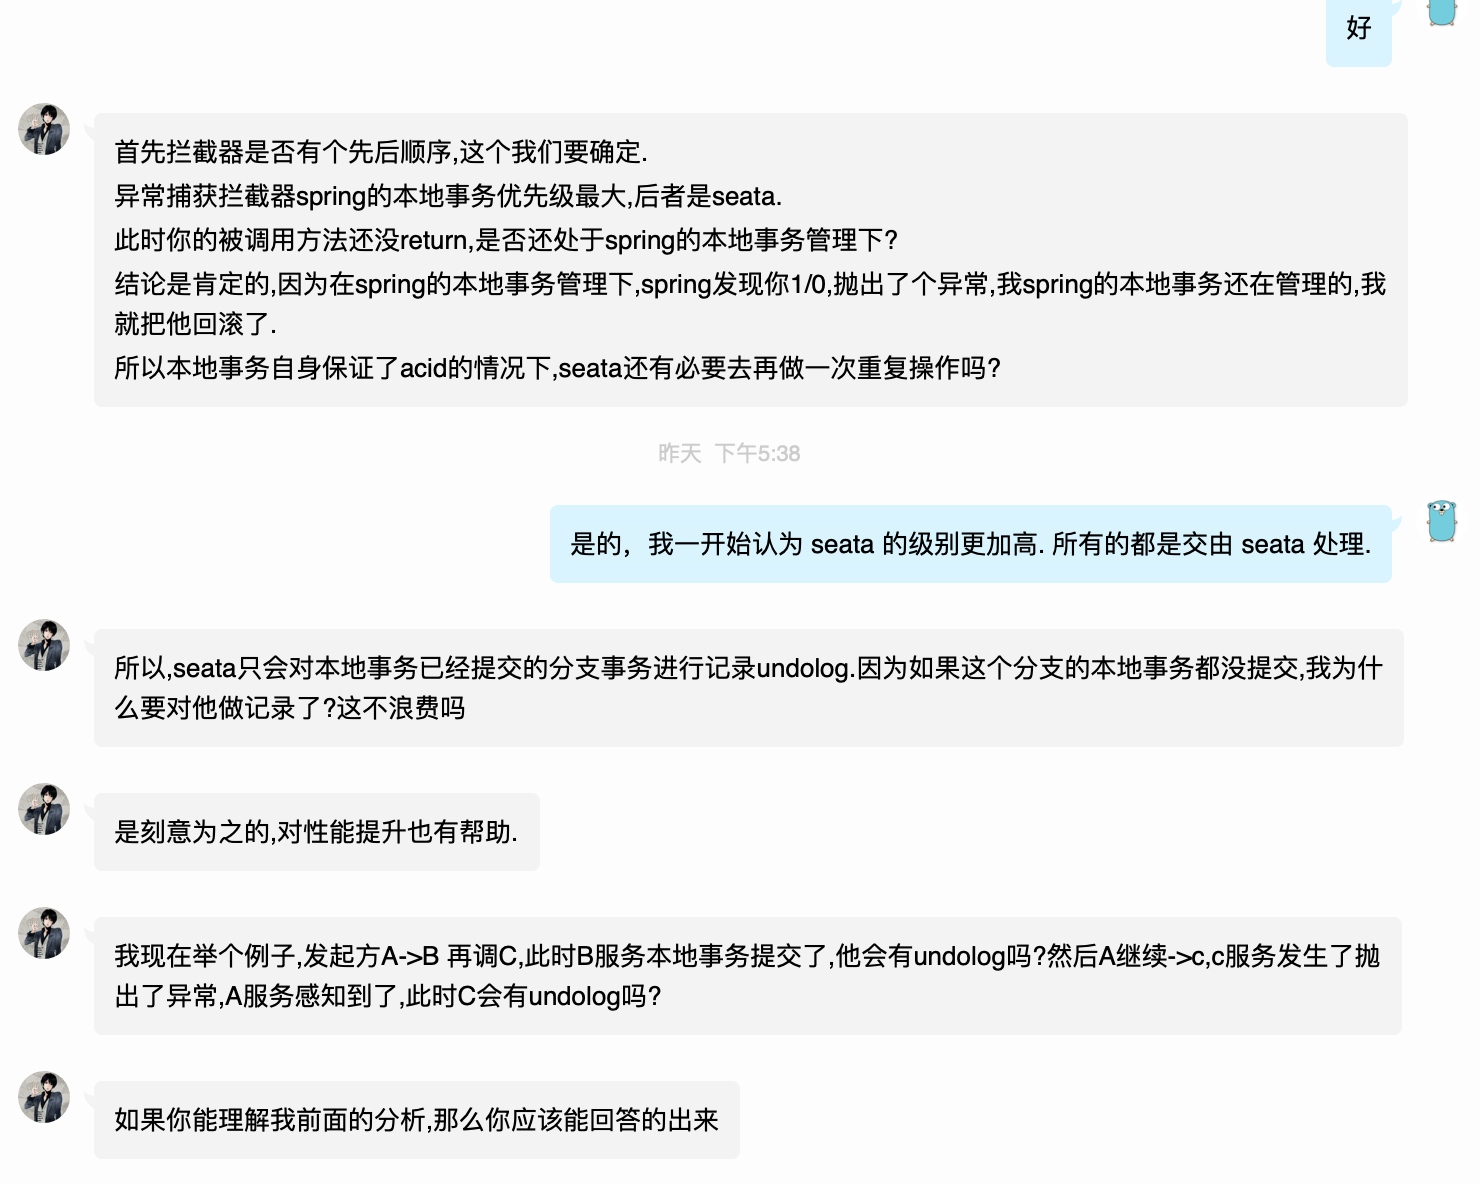 好
首先拦截器是否有个先后顺序,这个我们要确定.
异常捕获拦截器spring的本地事务优先级最大,后者是seata.
此时你的被调用方法还没return,是否还处于spring的本地事务管理下?
结论是肯定的,因为在spring的本地事务管理下,spring发现你1/0,抛出了个异常,我spring的本地事务还在管理的,我
就把他回滚了.
所以本地事务自身保证了acid的情况下,seata还有必要去再做一次重复操作吗?
昨天 下午5:38
是的，我一开始认为 seata 的级别更加高. 所有的都是交由 seata 处理.
所以,seata只会对本地事务已经提交的分支事务进行记录undolog.因为如果这个分支的本地事务都没提交,我为什
么要对他做记录了?这不浪费吗
是刻意为之的,对性能提升也有帮助.
我现在举个例子,发起方A->B 再调C,此时B服务本地事务提交了,他会有undolog吗?然后A继续->c,c服务发生了抛
出了异常,A服务感知到了,此时C会有undolog吗?
如果你能理解我前面的分析,那么你应该能回答的出来